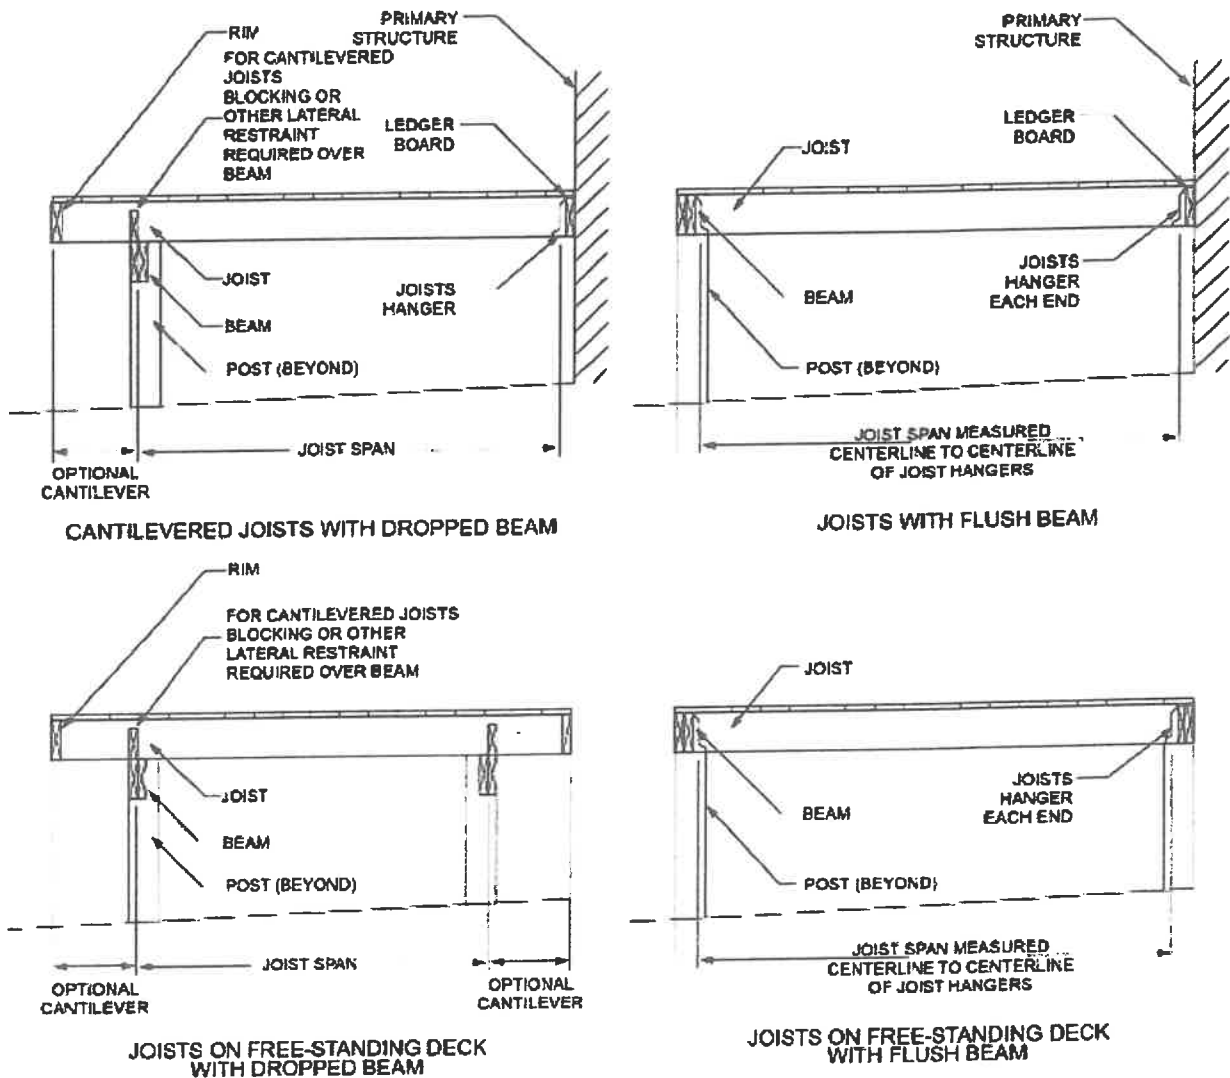 RIM
FOR CANTILEVERED
JOISTS
BLOCKING OR
OTHER LATERAL
RESTRAINT
REQUIRED OVER
BEAM
PRIMARY
STRUCTURE
LEDGER
BOARD
JOIST
BEAM
POST (BEYOND)
JOISTS
HANGER
JOIST SPAN
OPTIONAL
CANTILEVER
CANTILEVERED JOISTS WITH DROPPED BEAM
PRIMARY
STRUCTURE
LEDGER
BOARD
JOIST
BEAM
JOISTS
HANGER
EACH END
POST (BEYOND)
JOIST SPAN MEASURED
CENTERLINE TO CENTERLINE
OF JOIST HANGERS
JOISTS WITH FLUSH BEAM
RIM
FOR CANTILEVERED JOISTS
BLOCKING OR OTHER
LATERAL RESTRAINT
REQUIRED OVER BEAM
JOIST
BEAM
POST (BEYOND)
JOIST SPAN
OPTIONAL
CANTILEVER
OPTIONAL
CANTILEVER
JOISTS ON FREE-STANDING DECK
WITH DROPPED BEAM
JOIST
BEAM
JOISTS
HANGER
EACH END
POST (BEYOND)
JOIST SPAN MEASURED
CENTERLINE TO CENTERLINE
OF JOIST HANGERS
JOISTS ON FREE-STANDING DECK
WITH FLUSH BEAM